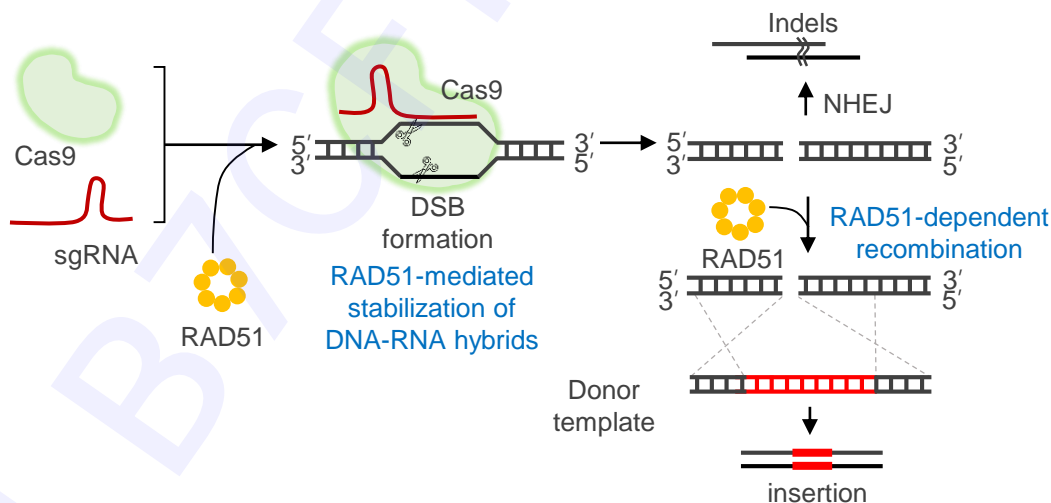 Cas9
sgRNA
RAD51
Cas9
5′
3′
3′
5′
DSB
formation
RAD51-mediated
stabilization of
DNA-RNA hybrids
Indels
NHEJ
5′
3′
3′
5′
RAD51
RAD51-dependent
recombination
5′
3′
3′
5′
Donor
template
insertion